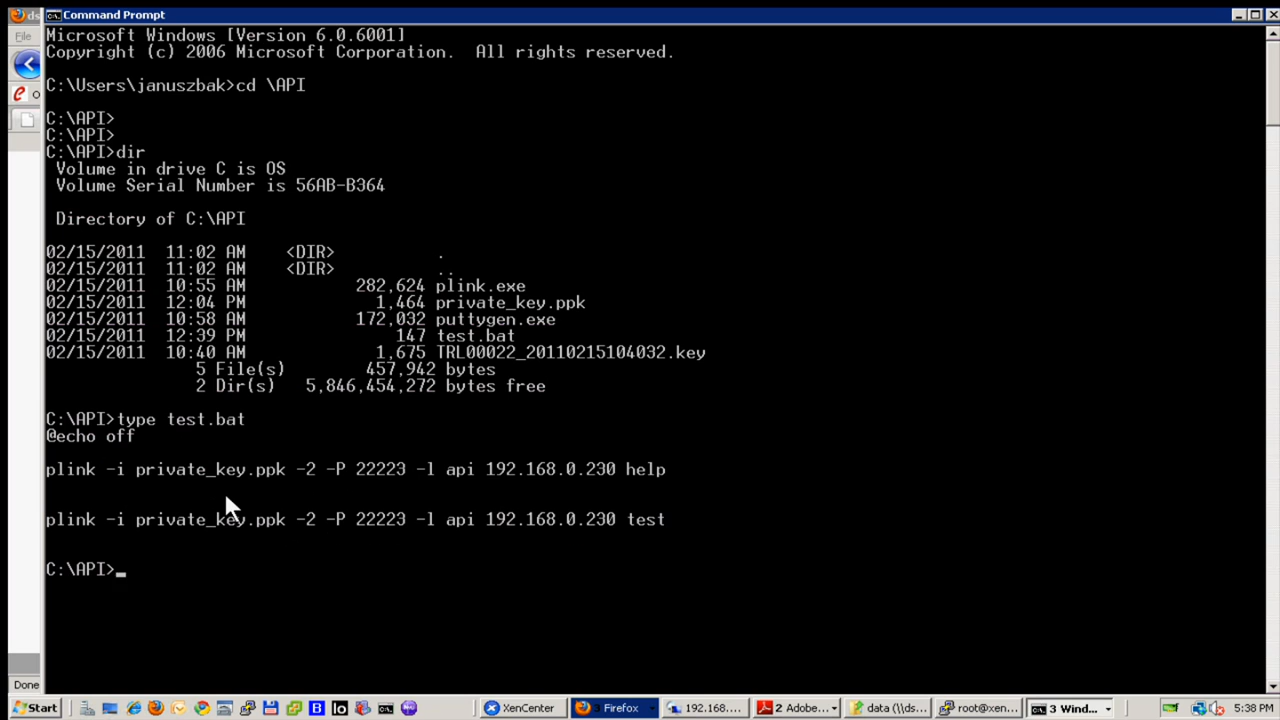 ds
Command Prompt
File
Microsoft Windows [Version 6.0.6001]
Copyright (c) 2006 Microsoft Corporation.  All rights reserved.
C:\Users\januszbak>cd \API
C:\API>
C:\API>
C:\API>dir
 Volume in drive C is OS
 Volume Serial Number is 56AB-B364
 Directory of C:\API
02/15/2011  11:02 AM    <DIR>          .
02/15/2011  11:02 AM    <DIR>          ..
02/15/2011  10:55 AM           282,624 plink.exe
02/15/2011  12:04 PM             1,464 private_key.ppk
02/15/2011  10:58 AM           172,032 puttygen.exe
02/15/2011  12:39 PM               147 test.bat
02/15/2011  10:40 AM             1,675 TRL00022_20110215104032.key
               5 File(s)        457,942 bytes
               2 Dir(s)  5,846,454,272 bytes free
C:\API>type test.bat
@echo off
plink -i private_key.ppk -2 -P 22223 -l api 192.168.0.230 help
plink -i private_key.ppk -2 -P 22223 -l api 192.168.0.230 test
C:\API>_
Done
Start
XenCenter
3 Firefox
192.168....
2 Adobe...
data (\\ds...
root@xen...
3 Wind...
5:38 PM